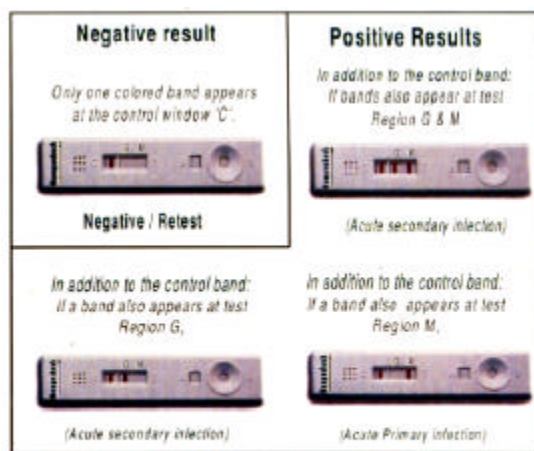 Negative result
Only one colored band appears
at the control window "C".
G M
Negative / Retest
Positive Results
In addition to the control band:
If bands also appear at test
Region G & M
G M
(Acute secondary infection)
In addition to the control band:
If a band also appears at test
Region G,
G M
(Acute secondary infection)
In addition to the control band:
If a band also appears at test
Region M,
G M
(Acute Primary infection)